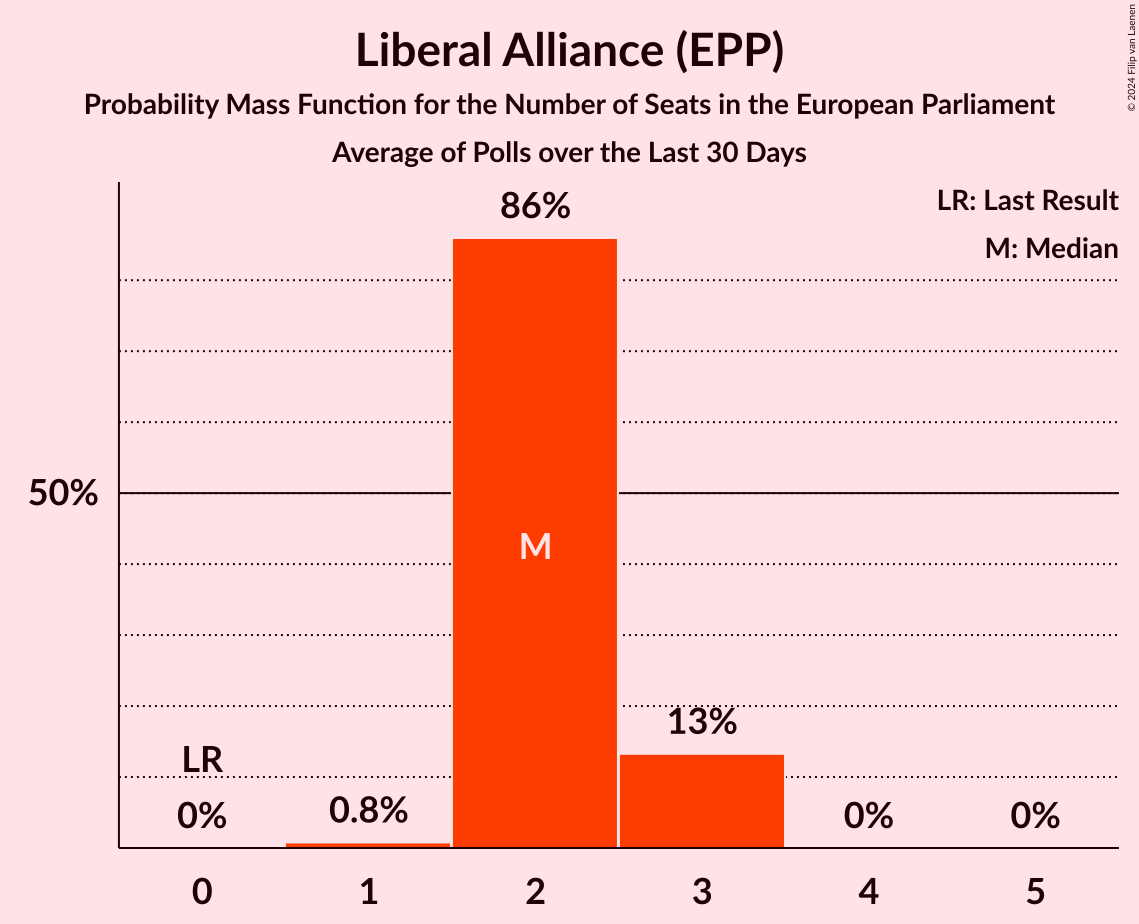 Liberal Alliance (EPP)
Probability Mass Function for the Number of Seats in the European Parliament
Average of Polls over the Last 30 Days
© 2024 Filip van Laenen
LR: Last Result
M: Median
86%
50%
M
13%
LR
0%
0.8%
0%
0%
0
1
2
3
4
5